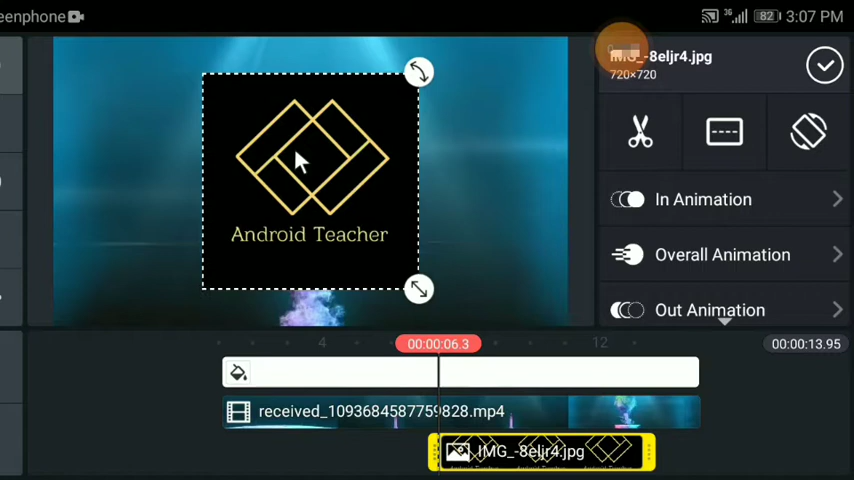 eenphone
3G
82
3:07 PM
IMG_-8eljr4.jpg
720×720
Android Teacher
In Animation
Overall Animation
Out Animation
4
00:00:06.3
12
00:00:13.95
received_1093684587759828.mp4
IMG_-8eljr4.jpg